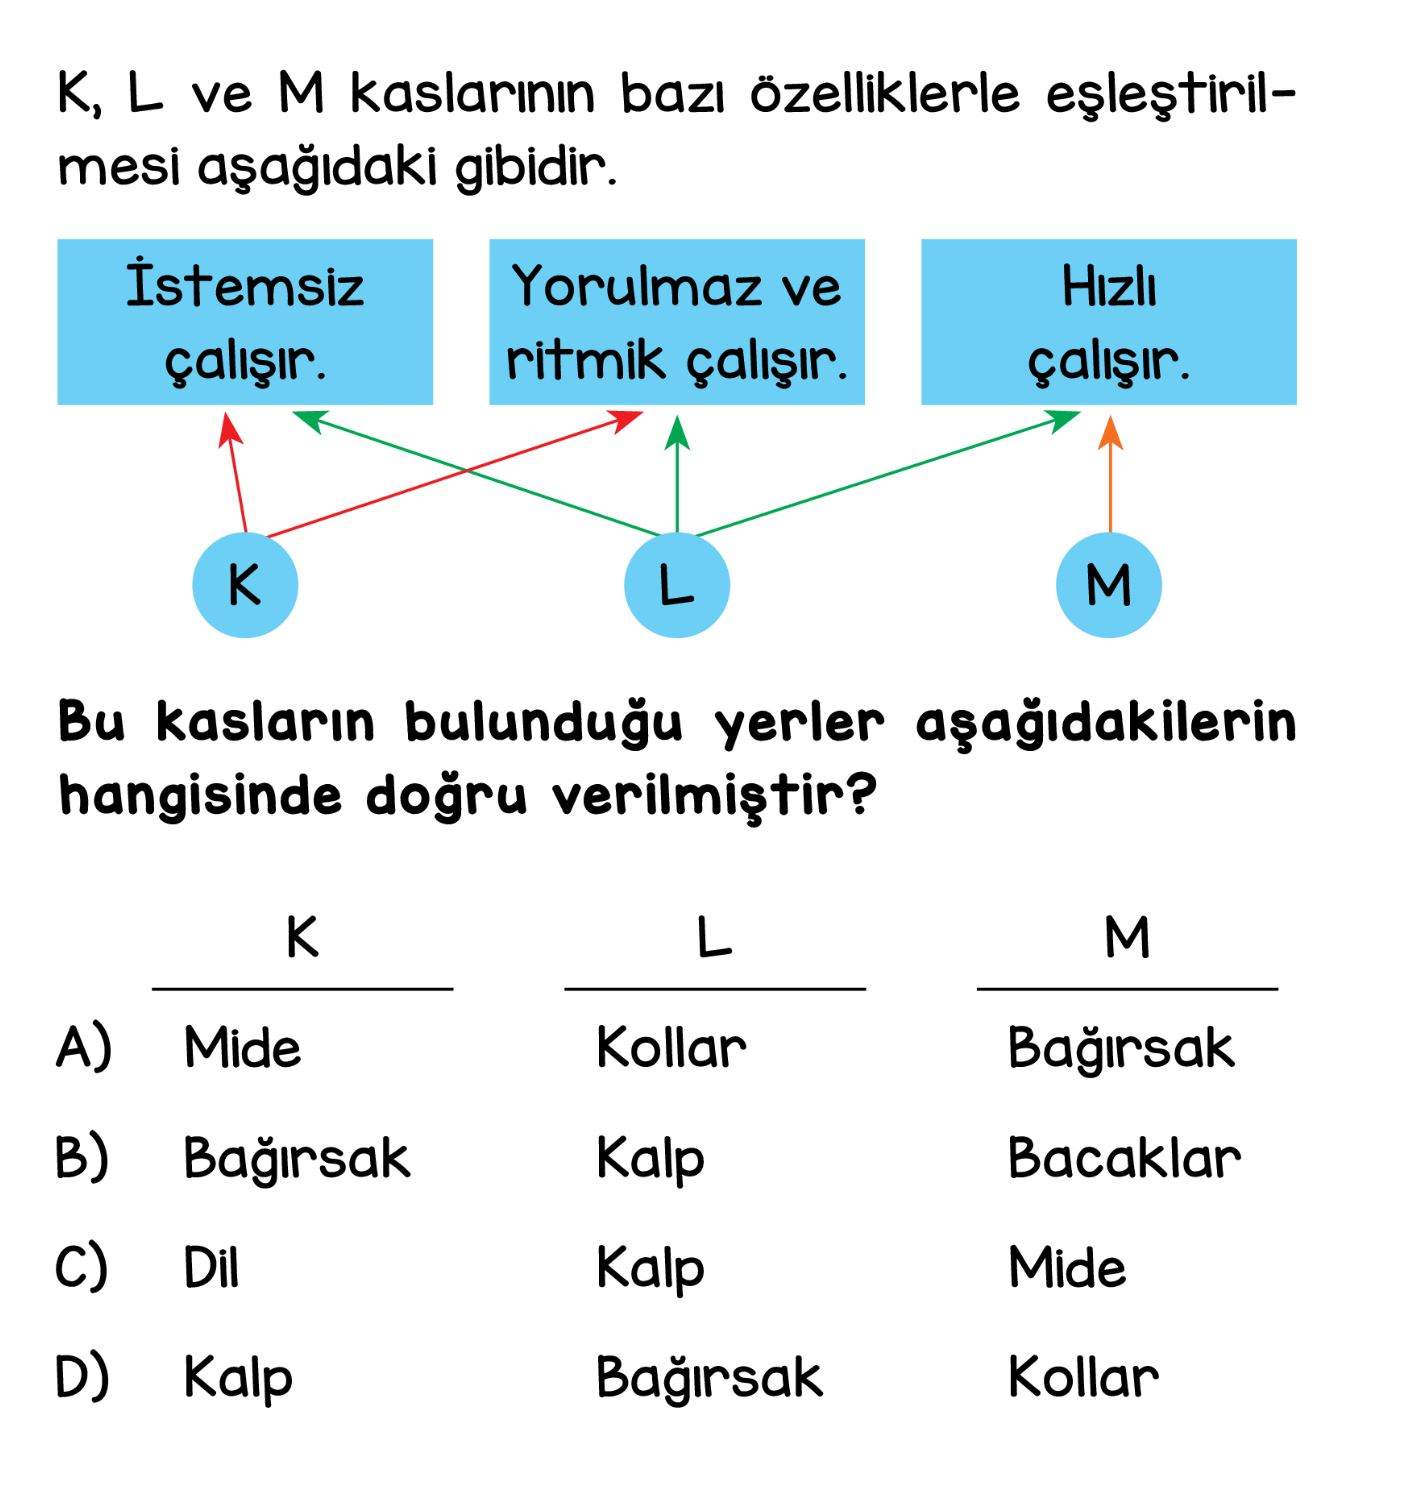 K, L ve M kaslarının bazı özelliklerle eşleştiril-
mesi aşağıdaki gibidir.
İstemsiz
çalışır.
Yorulmaz ve
ritmik çalışır.
Hızlı
çalışır.
K
L
M
Bu kasların bulunduğu yerler aşağıdakilerin
hangisinde doğru verilmiştir?
K L M
A) Mide Kollar Bağırsak
B) Bağırsak Kalp Bacaklar
C) Dil Kalp Mide
D) Kalp Bağırsak Kollar